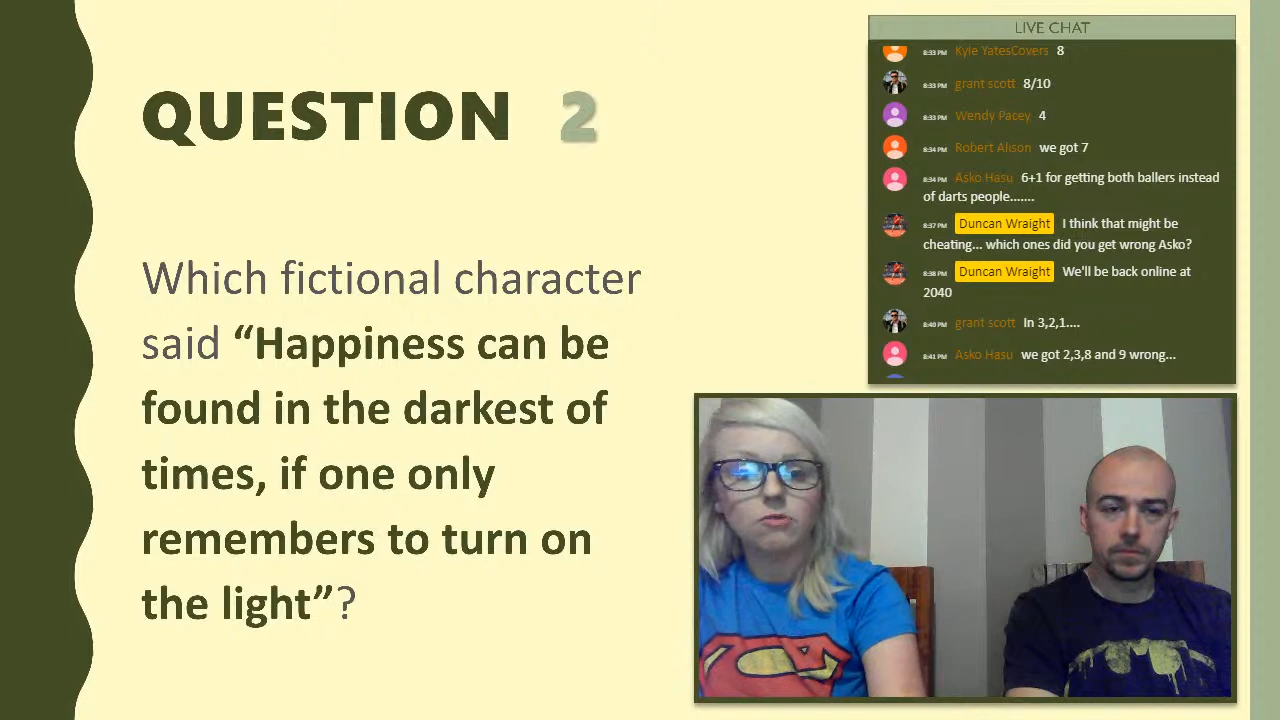 QUESTION 2
Which fictional character
said “Happiness can be
found in the darkest of
times, if one only
remembers to turn on
the light”?
LIVE CHAT
8:33 PM Kyle YatesCovers 8
8:33 PM grant scott 8/10
8:33 PM Wendy Pacey 4
8:34 PM Robert Alison we got 7
8:34 PM Asko Hasu 6+1 for getting both ballers instead
of darts people.......
8:37 PM Duncan Wraight I think that might be
cheating... which ones did you get wrong Asko?
8:38 PM Duncan Wraight We'll be back online at
2040
8:40 PM grant scott In 3,2,1....
8:41 PM Asko Hasu we got 2,3,8 and 9 wrong...